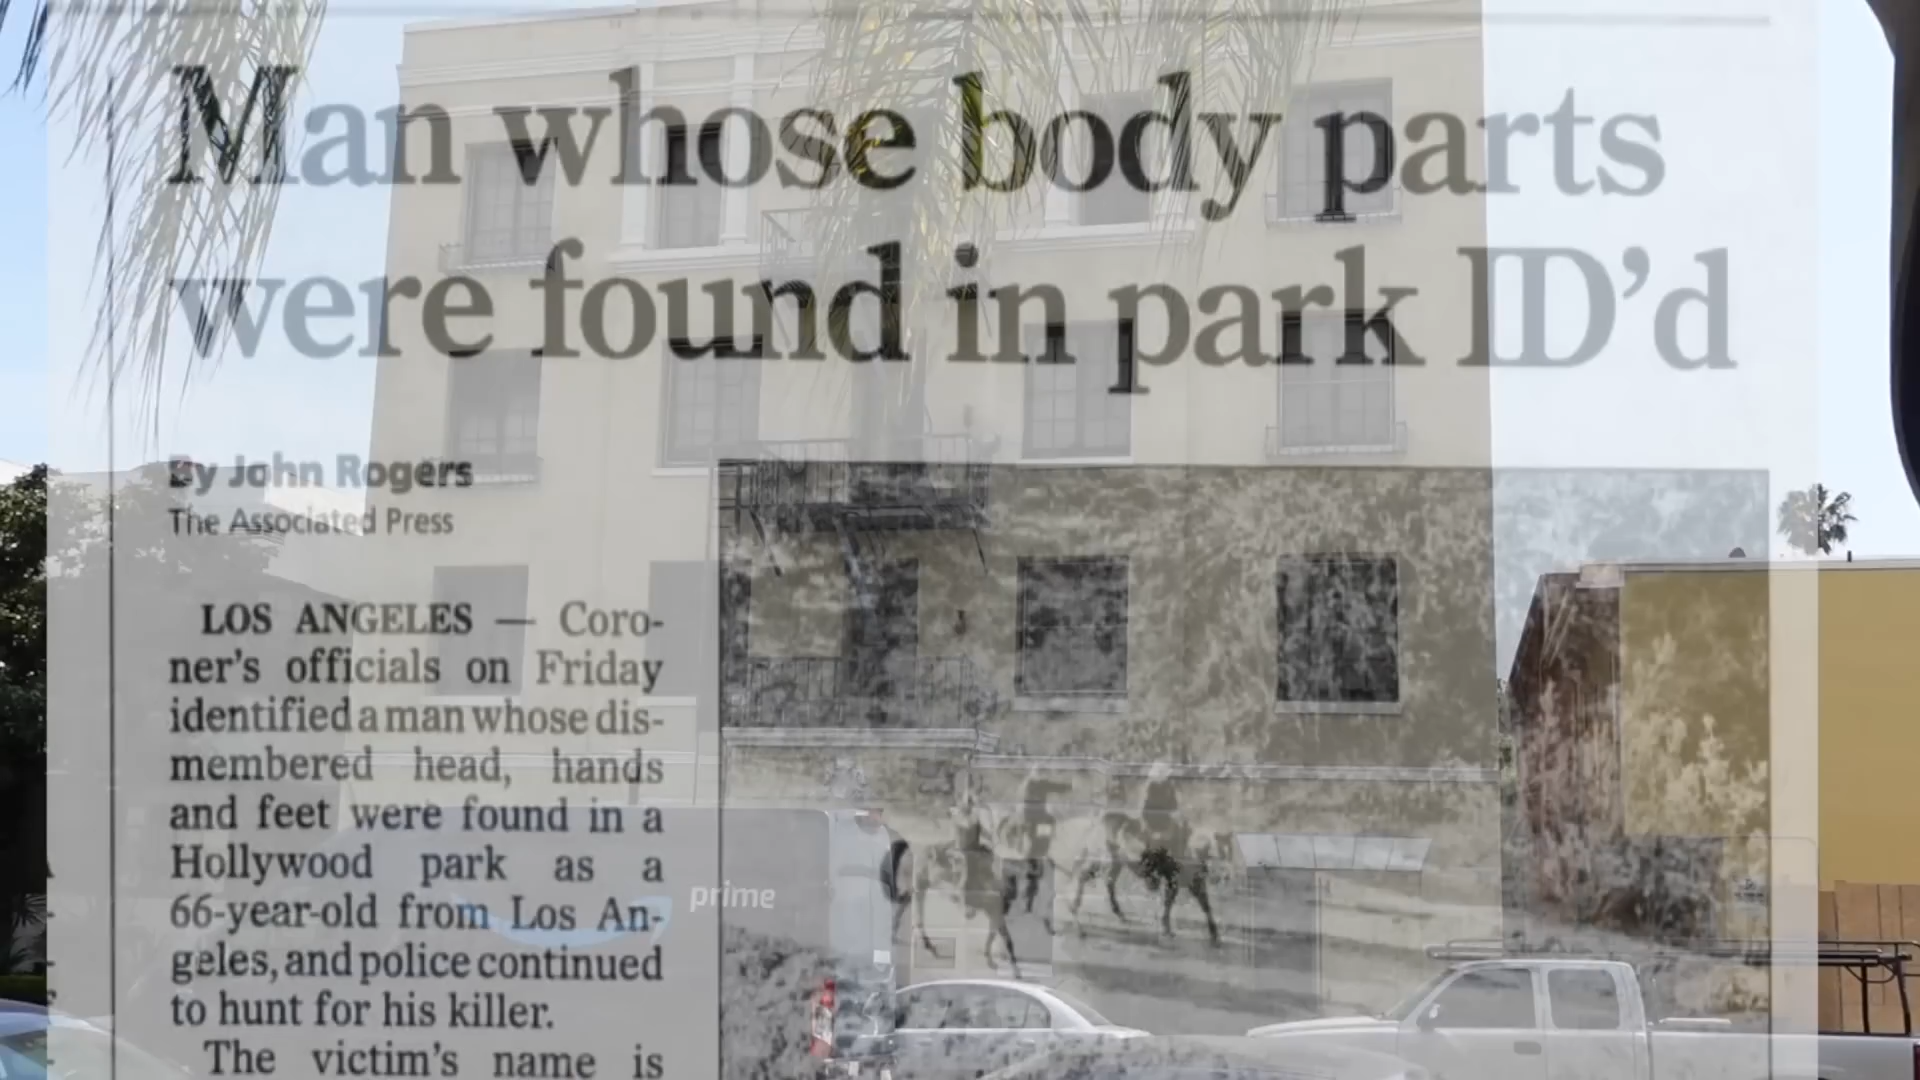 Man whose body parts
were found in park ID'd
By John Rogers
The Associated Press
LOS ANGELES — Coro-
ner's officials on Friday
identified a man whose dis-
membered head, hands
and feet were found in a
Hollywood park as a
66-year-old from Los An-
geles, and police continued
to hunt for his killer.
The victim's name is
prime